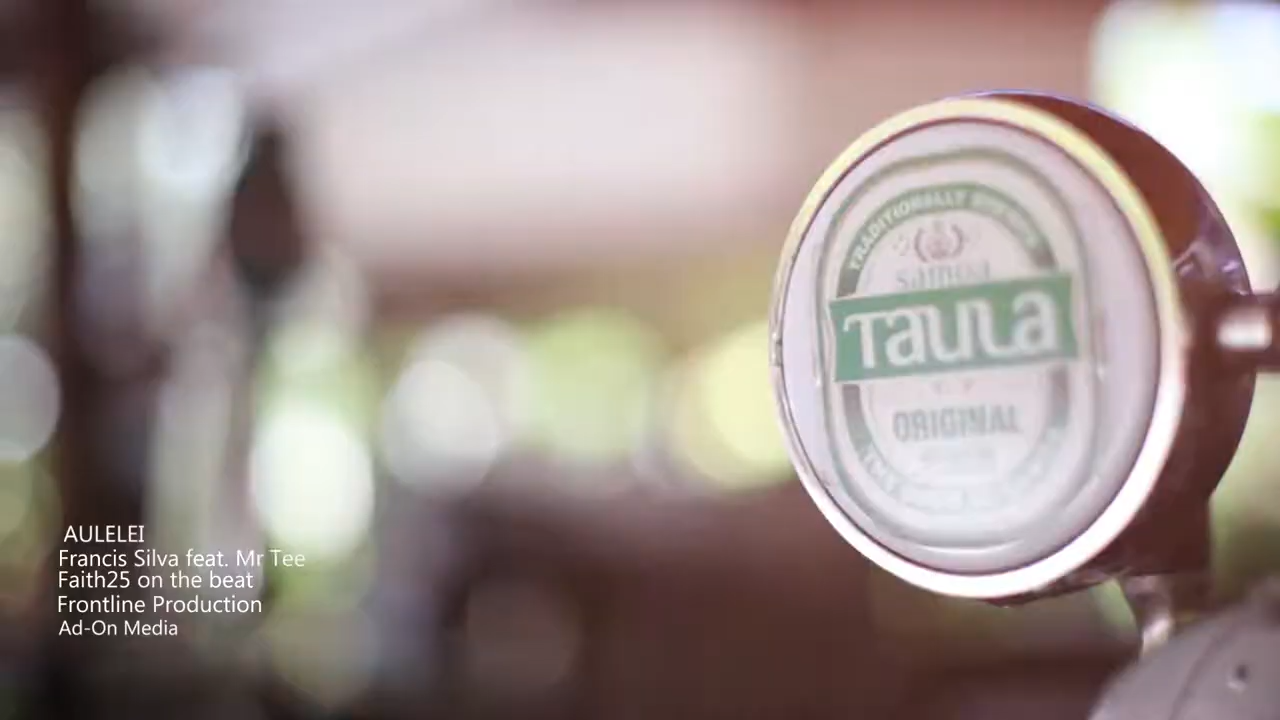 TRADITIONALLY BREWED
samoa
TAULA
ORIGINAL
AULELEI
Francis Silva feat. Mr Tee
Faith25 on the beat
Frontline Production
Ad-On Media